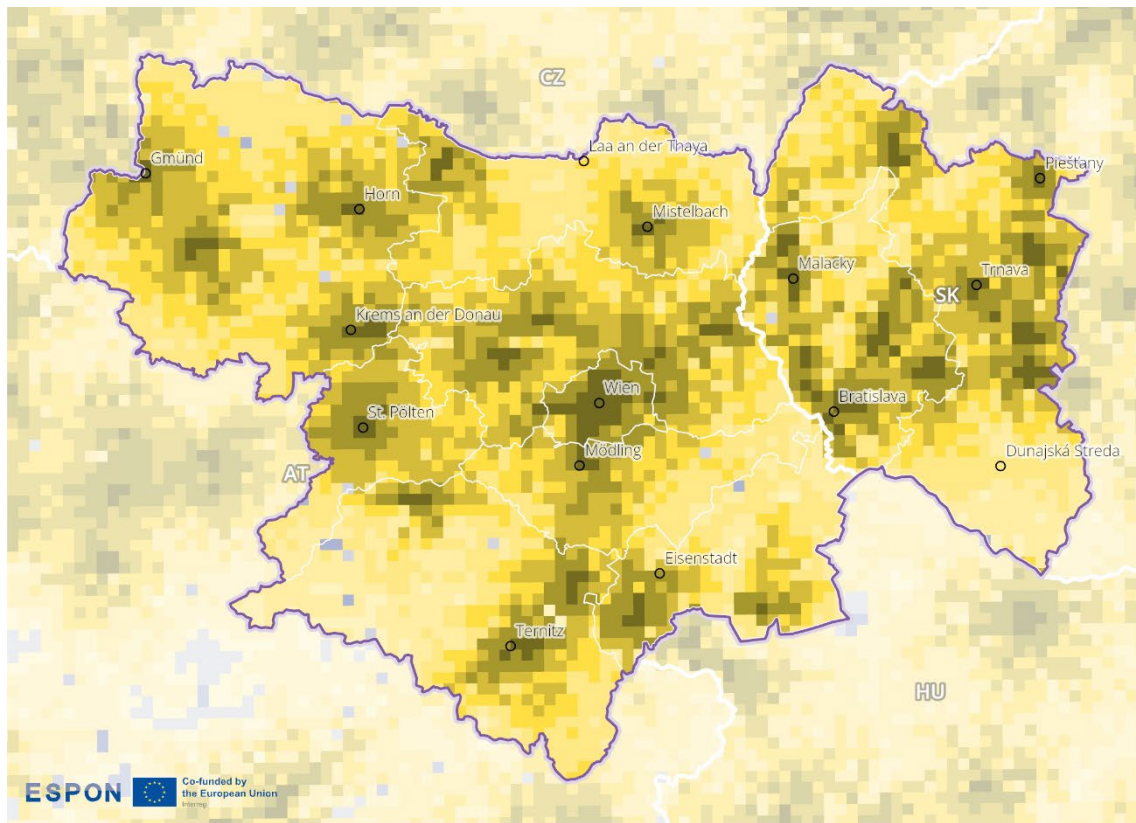 CZ
Laa an der Thaya
Gmünd
Piešťany
Horn
Mistelbach
Malacky
Trnava
SK
Krems an der Donau
Wien
Bratislava
St. Pölten
Mödling
Dunajská Streda
AT
Eisenstadt
Ternitz
HU
ESPON
Co-funded by
the European Union
Interreg